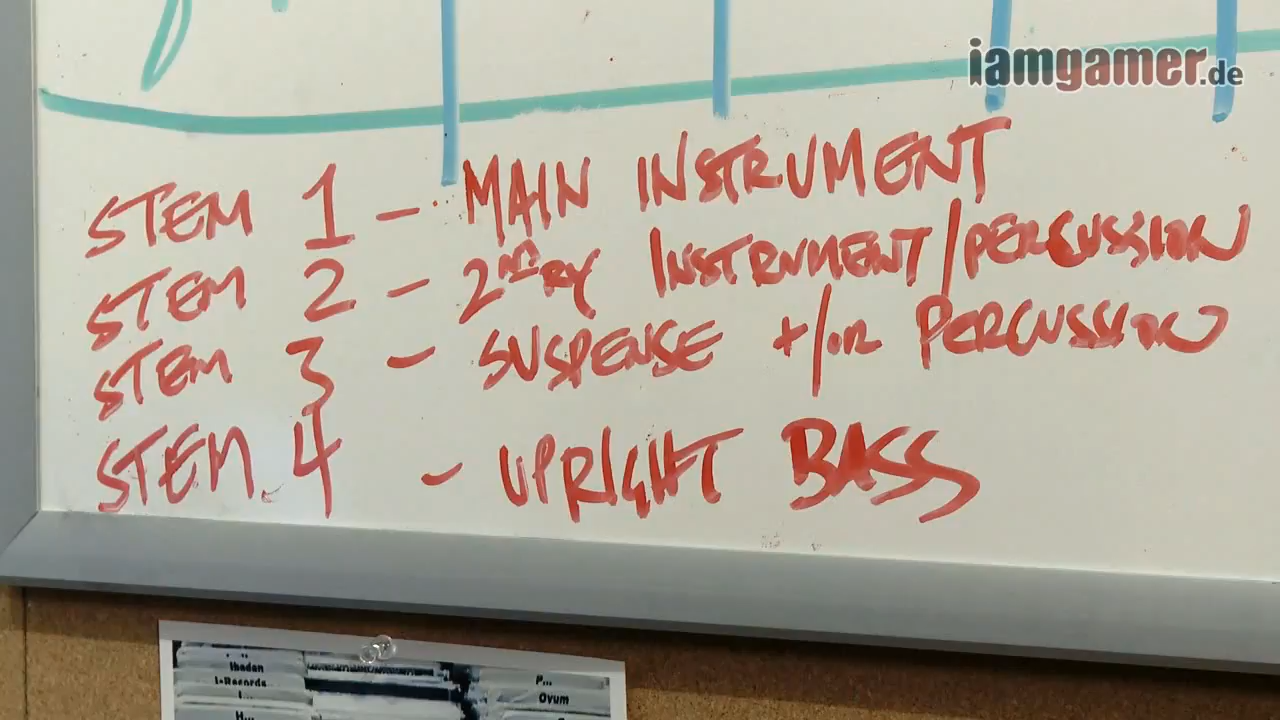 iamgamer.de
STEM 1 - MAIN INSTRUMENT
STEM 2 - 2ndRY INSTRUMENT/PERCUSSION
STEM 3 - SUSPENSE +/OR PERCUSSION
STEM 4 - UPRIGHT BASS
Ibadan
I-Records
I...
H...
P...
Ovum